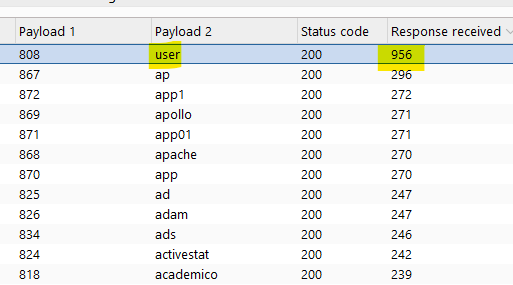 Payload 1 Payload 2 Status code Response received
808 user 200 956
867 ap 200 296
872 app1 200 272
869 apollo 200 271
871 app01 200 271
868 apache 200 270
870 app 200 270
825 ad 200 247
826 adam 200 247
834 ads 200 246
824 activestat 200 242
818 academico 200 239